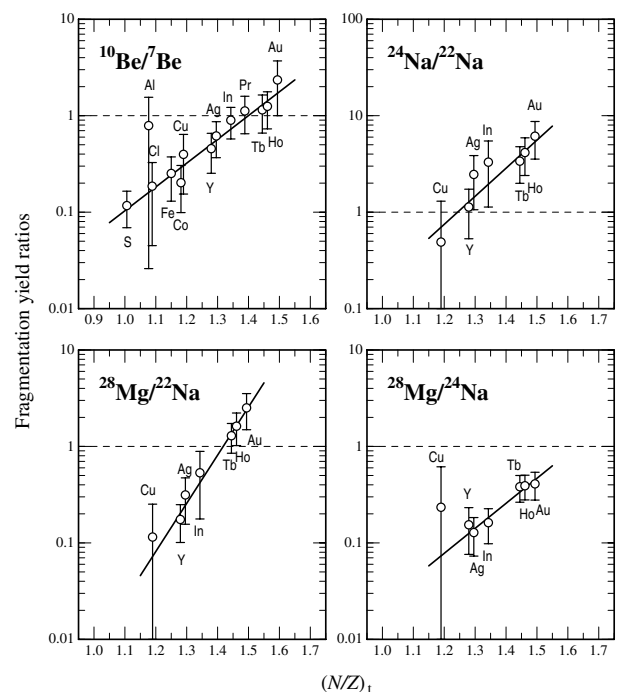 10Be/7Be
24Na/22Na
10
1
0.1
0.01
100
10
1
0.1
Al
Cl
S
Fe
Cu
Co
Ag
Y
In
Pr
Tb
Ho
Au
Cu
Ag
Y
In
Tb
Ho
Au
0.9 1.0 1.1 1.2 1.3 1.4 1.5 1.6
1.0 1.1 1.2 1.3 1.4 1.5 1.6
Fragmentation yield ratios
28Mg/22Na
28Mg/24Na
10
1
0.1
0.01
10
1
0.1
0.01
Cu
Ag
Y
In
Tb
Ho
Au
Cu
Y
Ag
In
Tb
Ho
Au
1.0 1.1 1.2 1.3 1.4 1.5 1.6
1.0 1.1 1.2 1.3 1.4 1.5 1.6
(N/Z)